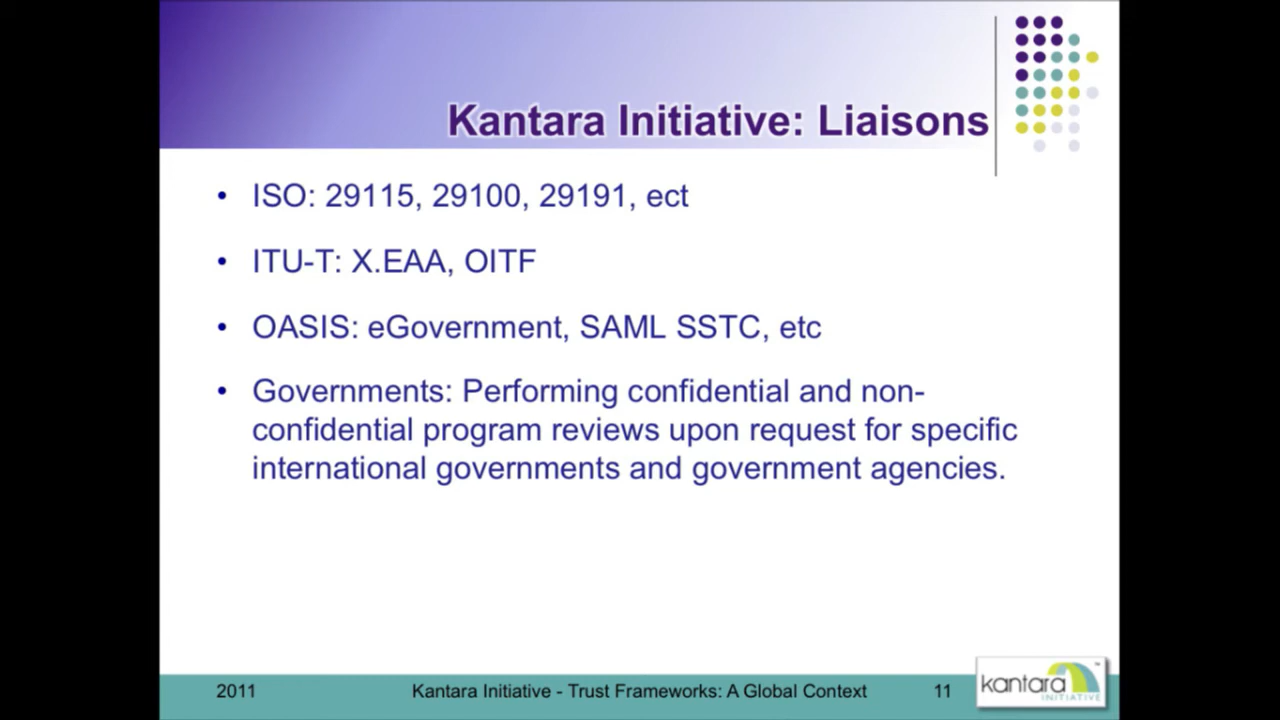 Kantara Initiative: Liaisons
• ISO: 29115, 29100, 29191, ect
• ITU-T: X.EAA, OITF
• OASIS: eGovernment, SAML SSTC, etc
• Governments: Performing confidential and non-
confidential program reviews upon request for specific
international governments and government agencies.
2011
Kantara Initiative - Trust Frameworks: A Global Context
11
kantara
INITIATIVE
™